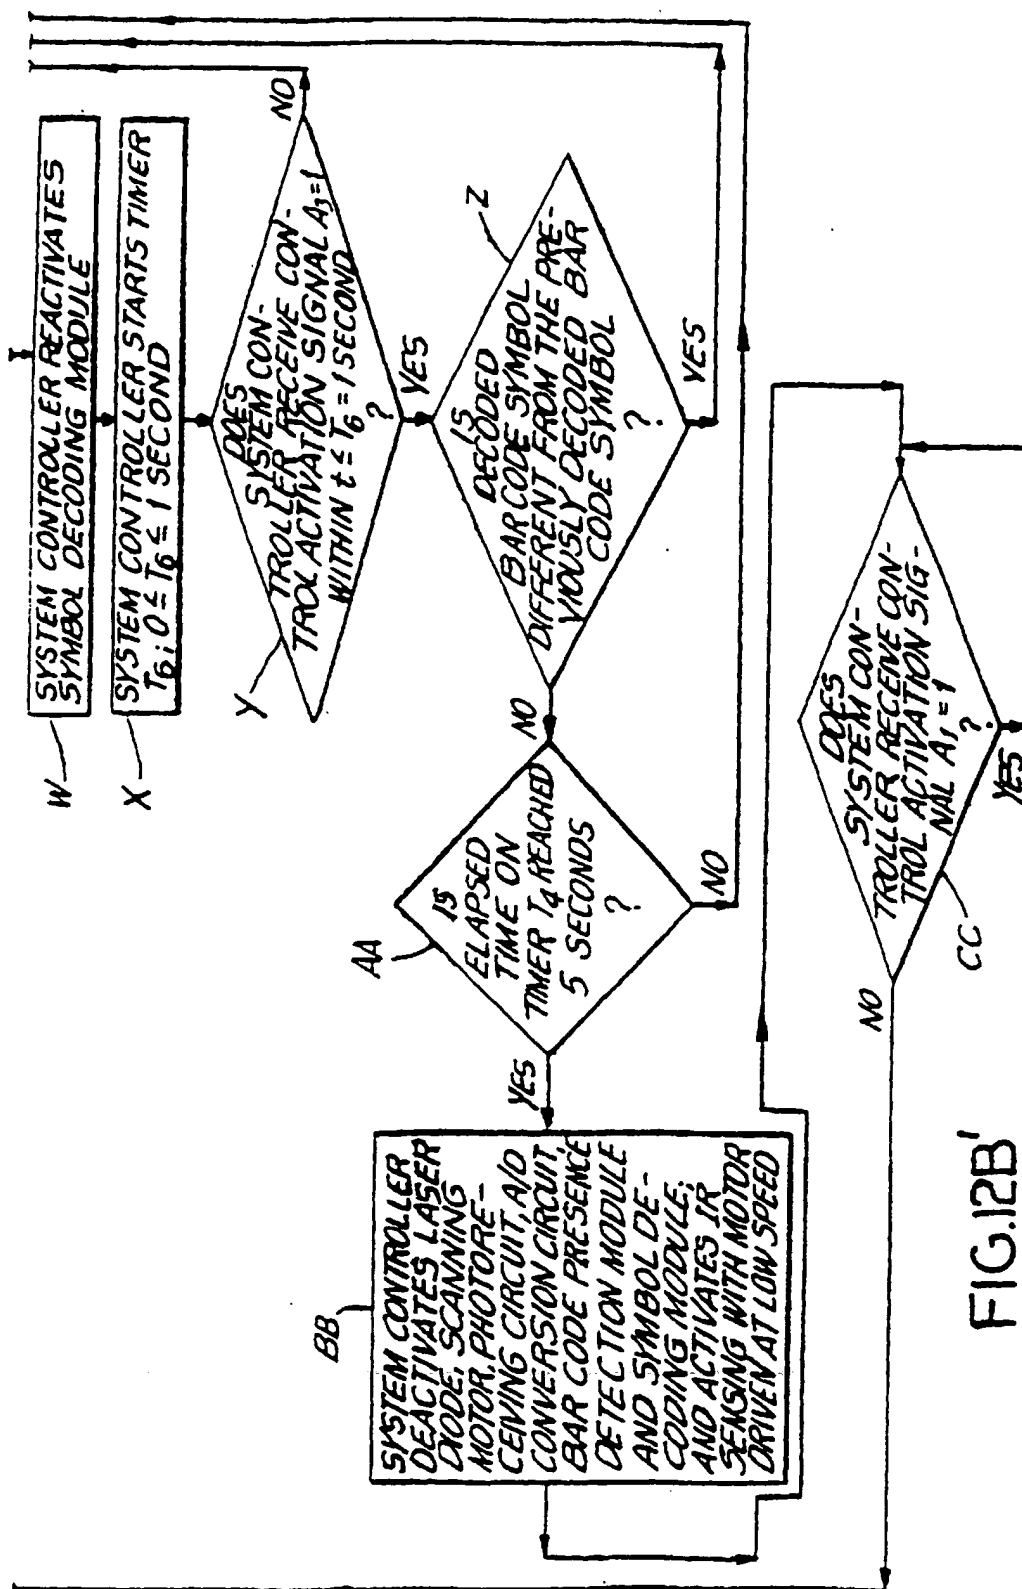 W
SYSTEM CONTROLLER REACTIVATES
SYMBOL DECODING MODULE
X
SYSTEM CONTROLLER STARTS TIMER
T6; 0 ≤ T6 ≤ 1 SECOND
Y
DOES
SYSTEM CON-
TROLLER RECEIVE CON-
TROL ACTIVATION SIGNAL A3=1
WITHIN t ≤ T6 = 1 SECOND
?
NO
YES
Z
IS
DECODED
BAR CODE SYMBOL
DIFFERENT FROM THE PRE-
VIOUSLY DECODED BAR
CODE SYMBOL
?
NO
YES
AA
IS
ELAPSED
TIME ON
TIMER T4 REACHED
5 SECONDS
?
YES
NO
BB
SYSTEM CONTROLLER
DEACTIVATES LASER
DIODE, SCANNING
MOTOR, PHOTORE-
CEIVING CIRCUIT, A/D
CONVERSION CIRCUIT,
BAR CODE PRESENCE
DETECTION MODULE
AND SYMBOL DE-
CODING MODULE;
AND ACTIVATES IR
SENSING WITH MOTOR
DRIVEN AT LOW SPEED
CC
DOES
SYSTEM CON-
TROLLER RECEIVE CON-
TROL ACTIVATION SIG-
NAL A1=1
?
NO
YES
FIG.12B'